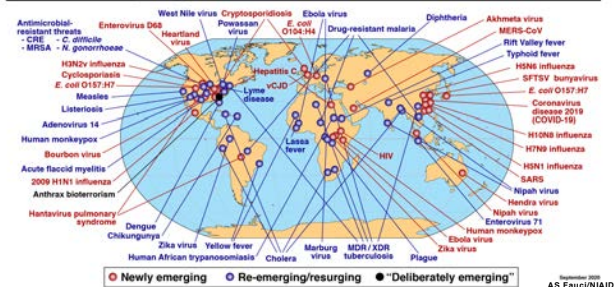 Antimicrobial-
resistant threats
- CRE - C. difficile
- MRSA - N. gonorrhoeae
Enterovirus D68
West Nile virus
Heartland
virus
Powassan
virus
Cryptosporidiosis
E. coli
O104:H4
Ebola virus
Drug-resistant malaria
Diphtheria
Akhmeta virus
MERS-CoV
Rift Valley fever
Typhoid fever
H5N6 influenza
SFTSV bunyavirus
E. coli O157:H7
Coronavirus
disease 2019
(COVID-19)
H10N8 influenza
H7N9 influenza
H5N1 influenza
SARS
Nipah virus
Hendra virus
Nipah virus
Enterovirus 71
Human monkeypox
Ebola virus
Zika virus
H3N2v influenza
Cyclosporiasis
E. coli O157:H7
Measles
Listeriosis
Adenovirus 14
Human monkeypox
Bourbon virus
Acute flaccid myelitis
2009 H1N1 influenza
Anthrax bioterrorism
Hantavirus pulmonary
syndrome
Hepatitis C
vCJD
Lyme
disease
Lassa
fever
HIV
Dengue
Chikungunya
Zika virus
Yellow fever
Human African trypanosomiasis
Cholera
Marburg
virus
MDR / XDR
tuberculosis
Plague
Newly emerging
Re-emerging/resurging
“Deliberately emerging”
September 2020
AS Fauci/NIAID